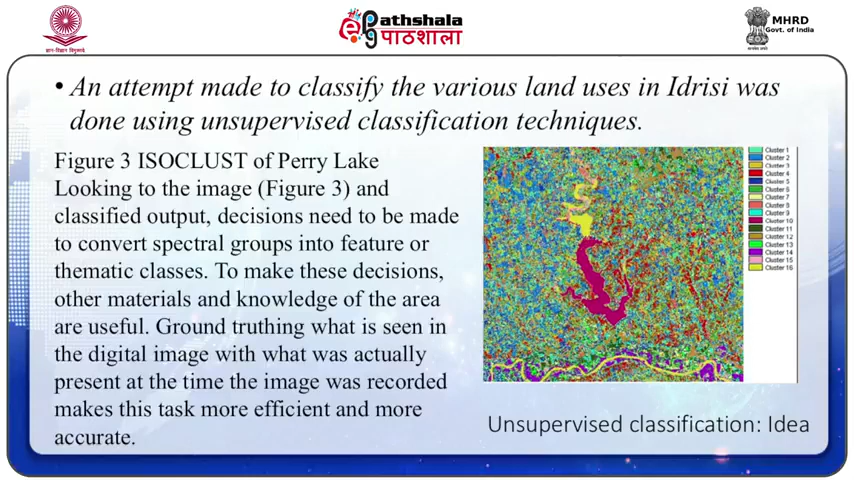 ePathshala
पाठशाला
MHRD
Govt. of India
• An attempt made to classify the various land uses in Idrisi was
done using unsupervised classification techniques.
Figure 3 ISOCLUST of Perry Lake
Looking to the image (Figure 3) and
classified output, decisions need to be made
to convert spectral groups into feature or
thematic classes. To make these decisions,
other materials and knowledge of the area
are useful. Ground truthing what is seen in
the digital image with what was actually
present at the time the image was recorded
makes this task more efficient and more
accurate.
Cluster 1
Cluster 2
Cluster 3
Cluster 4
Cluster 5
Cluster 6
Cluster 7
Cluster 8
Cluster 9
Cluster 10
Cluster 11
Cluster 12
Cluster 13
Cluster 14
Cluster 15
Cluster 16
Unsupervised classification: Idea